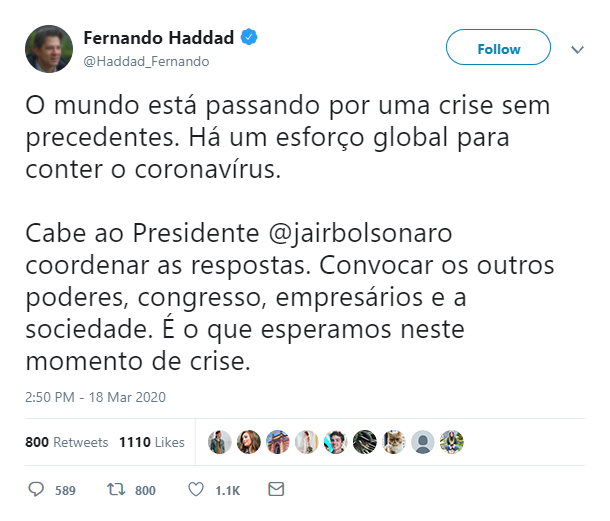 Fernando Haddad
Follow
@Haddad_Fernando
O mundo está passando por uma crise sem
precedentes. Há um esforço global para
conter o coronavírus.
Cabe ao Presidente @jairbolsonaro
coordenar as respostas. Convocar os outros
poderes, congresso, empresários e a
sociedade. É o que esperamos neste
momento de crise.
2:50 PM - 18 Mar 2020
800 Retweets 1110 Likes
589 800 1.1K